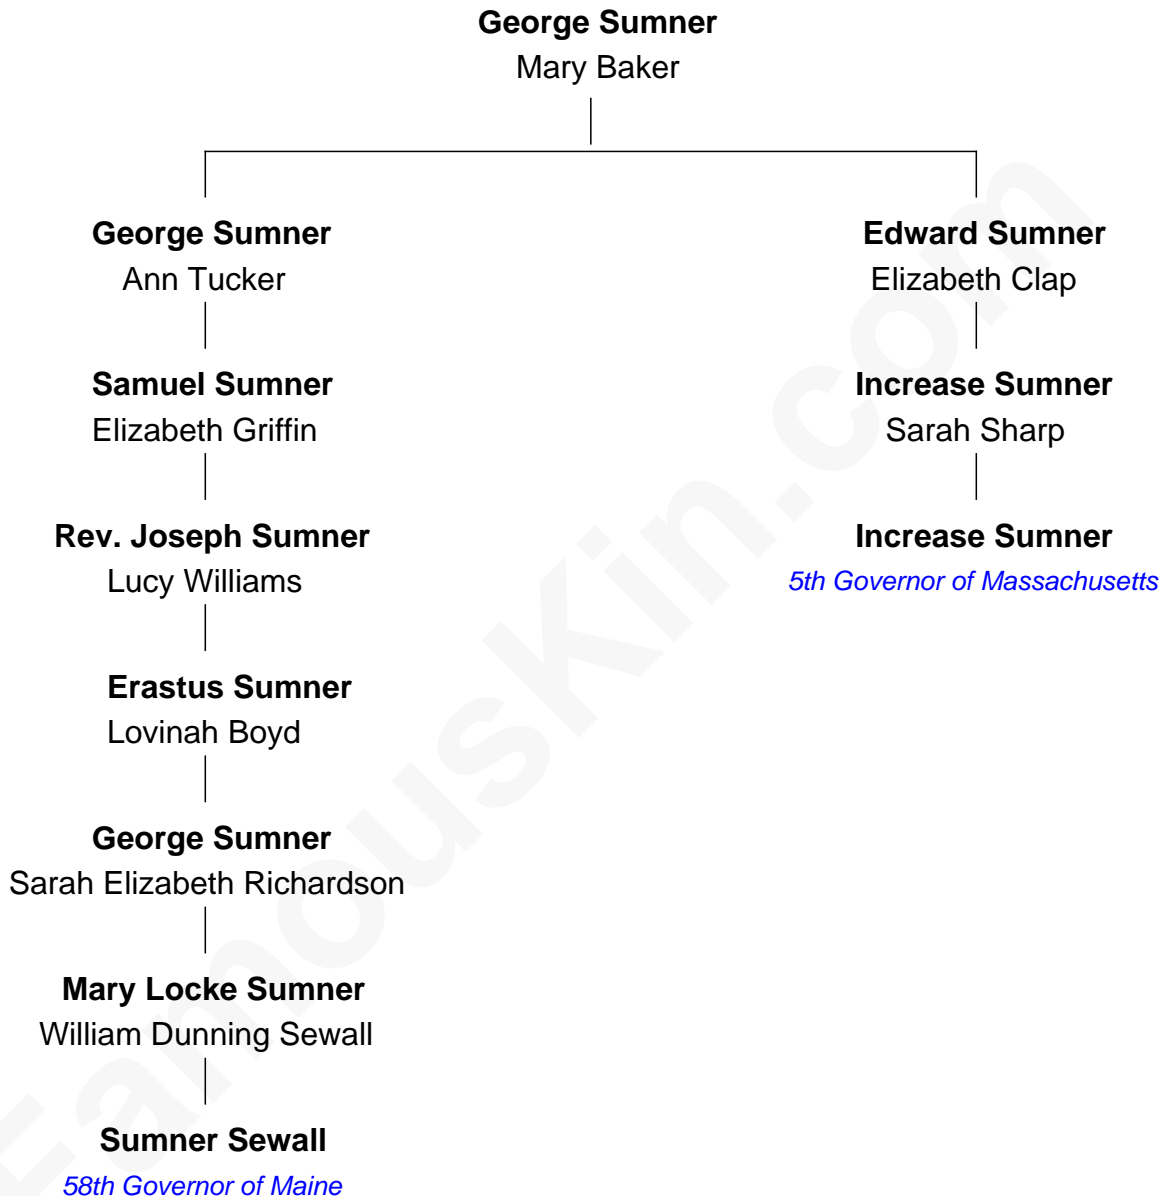 George Sumner
Mary Baker
George Sumner
Ann Tucker
Edward Sumner
Elizabeth Clap
Samuel Sumner
Elizabeth Griffin
Increase Sumner
Sarah Sharp
Rev. Joseph Sumner
Lucy Williams
Increase Sumner
5th Governor of Massachusetts
Erastus Sumner
Lovinah Boyd
George Sumner
Sarah Elizabeth Richardson
Mary Locke Sumner
William Dunning Sewall
Sumner Sewall
58th Governor of Maine
FamousKin.com